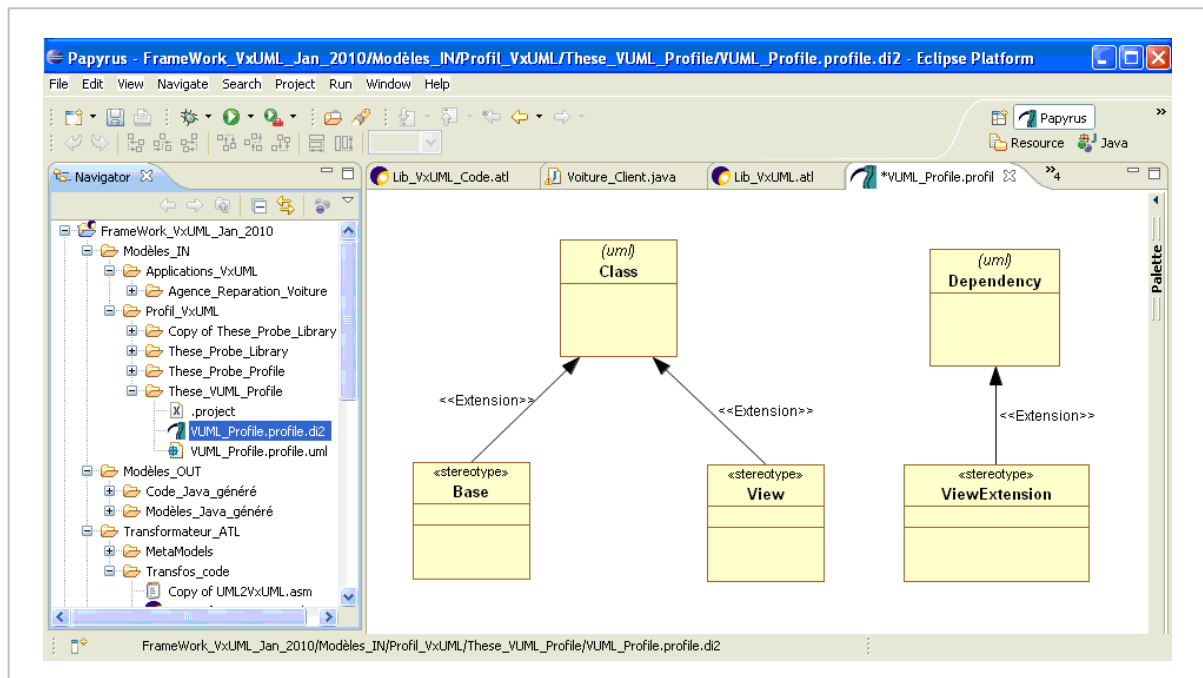 Papyrus - FrameWork_VxUML_Jan_2010/Modèles_IN/Profil_VxUML/These_VUML_Profile/VUML_Profile.profile.di2 - Eclipse Platform
File Edit View Navigate Search Project Run Window Help
Papyrus
Resource Java
Navigator
Lib_VxUML_Code.atl Voiture_Client.java Lib_VxUML.atl *VUML_Profile.profil »4
FrameWork_VxUML_Jan_2010
Modèles_IN
Applications_VxUML
Agence_Reparation_Voiture
Profil_VxUML
Copy of These_Probe_Library
These_Probe_Library
These_Probe_Profile
These_VUML_Profile
.project
VUML_Profile.profile.di2
VUML_Profile.profile.uml
Modèles_OUT
Code_Java_généré
Modèles_Java_généré
Transformateur_ATL
MetaModels
Transfos_code
Copy of UML2VxUML.asm
(uml)
Class
(uml)
Dependency
<<Extension>>
<<Extension>>
<<Extension>>
«stereotype»
Base
«stereotype»
View
«stereotype»
ViewExtension
Palette
FrameWork_VxUML_Jan_2010/Modèles_IN/Profil_VxUML/These_VUML_Profile/VUML_Profile.profile.di2